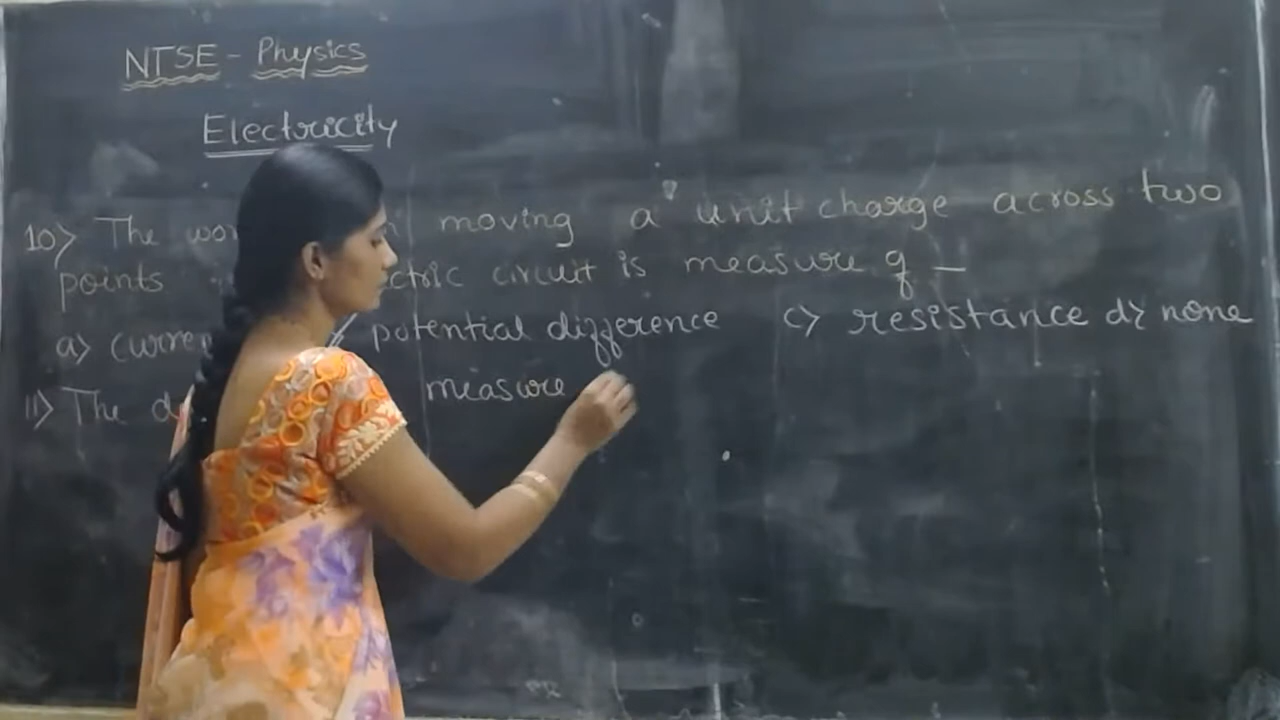 NTSE - Physics
Electricity
10) The moving a unit charge across two
points circuit is measure of —
a) potential difference c) resistance d) none
11) The measure